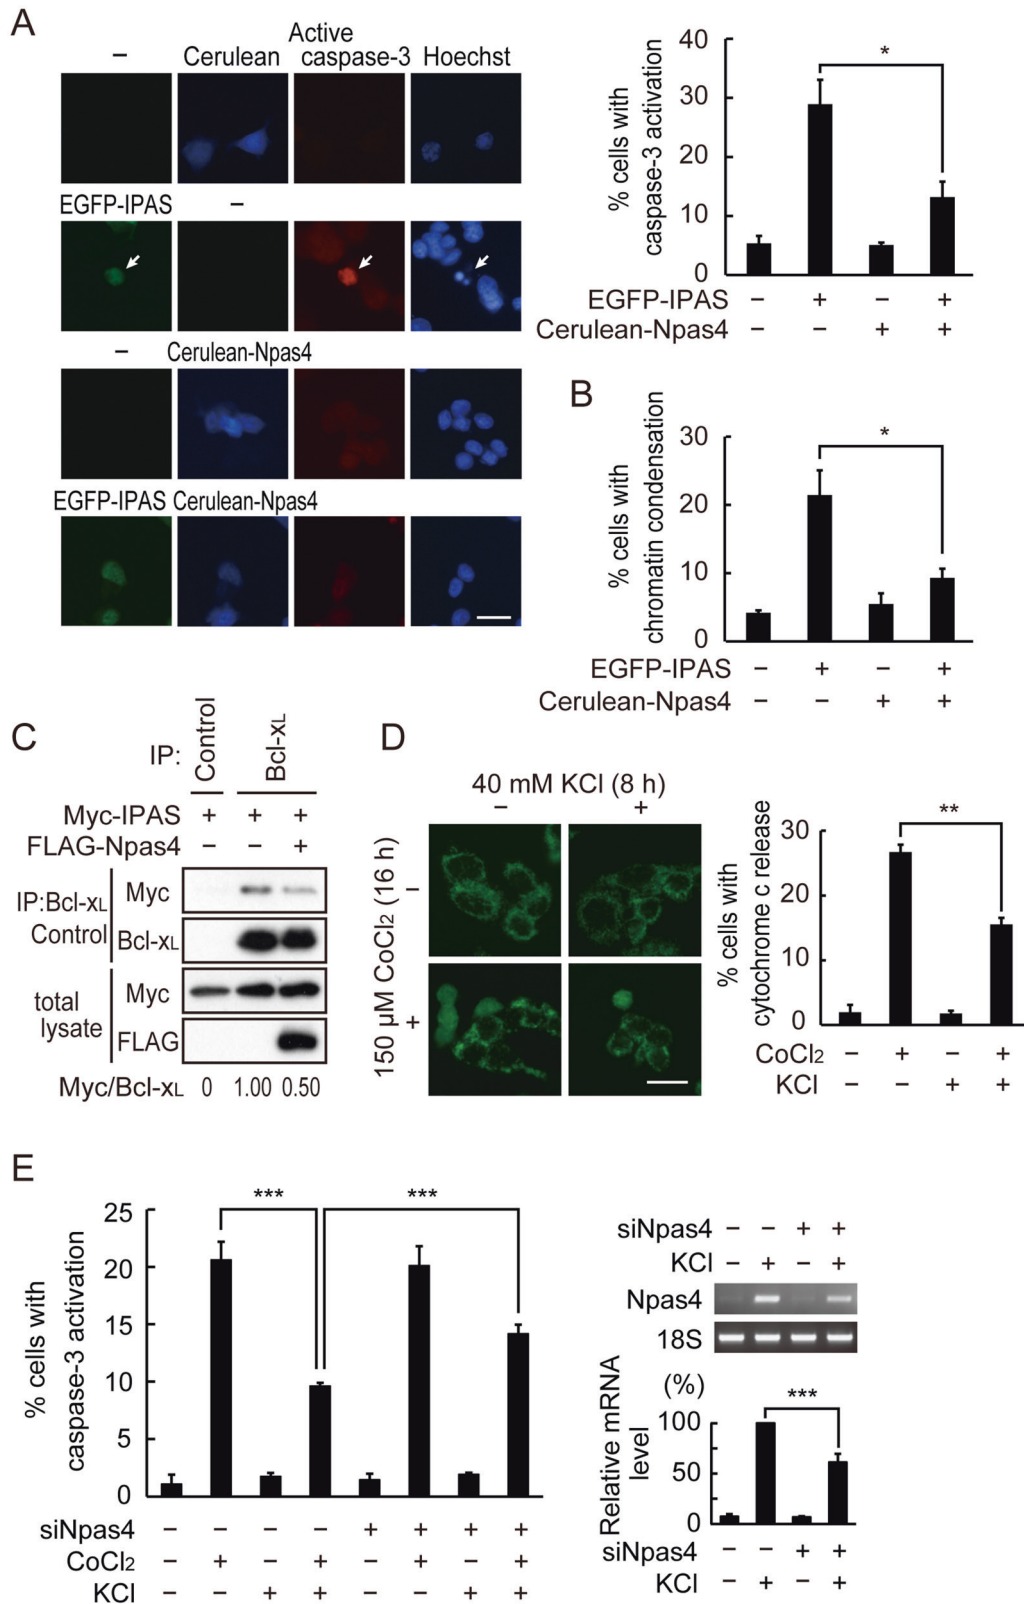 A
– Cerulean Active caspase-3 Hoechst
EGFP-IPAS –
– Cerulean-Npas4
EGFP-IPAS Cerulean-Npas4
% cells with caspase-3 activation
40
30
20
10
0
*
EGFP-IPAS – + – +
Cerulean-Npas4 – – + +
B
% cells with chromatin condensation
30
20
10
0
*
EGFP-IPAS – + – +
Cerulean-Npas4 – – + +
C
IP: Control Bcl-xL
Myc-IPAS + + +
FLAG-Npas4 – – +
IP:Bcl-xL Control
Myc
Bcl-xL
total lysate
Myc
FLAG
Myc/Bcl-xL 0 1.00 0.50
D
40 mM KCl (8 h)
– +
150 µM CoCl2 (16 h)
–
+
% cells with cytochrome c release
30
20
10
0
**
CoCl2 – + – +
KCl – – + +
E
% cells with caspase-3 activation
25
20
15
10
5
0
*** ***
siNpas4 – – – – + + + +
CoCl2 – + – + – + – +
KCl – – + + – – + +
siNpas4 – – + +
KCl – + – +
Npas4
18S
Relative mRNA level
(%)
100
50
0
***
siNpas4 – – + +
KCl – + – +